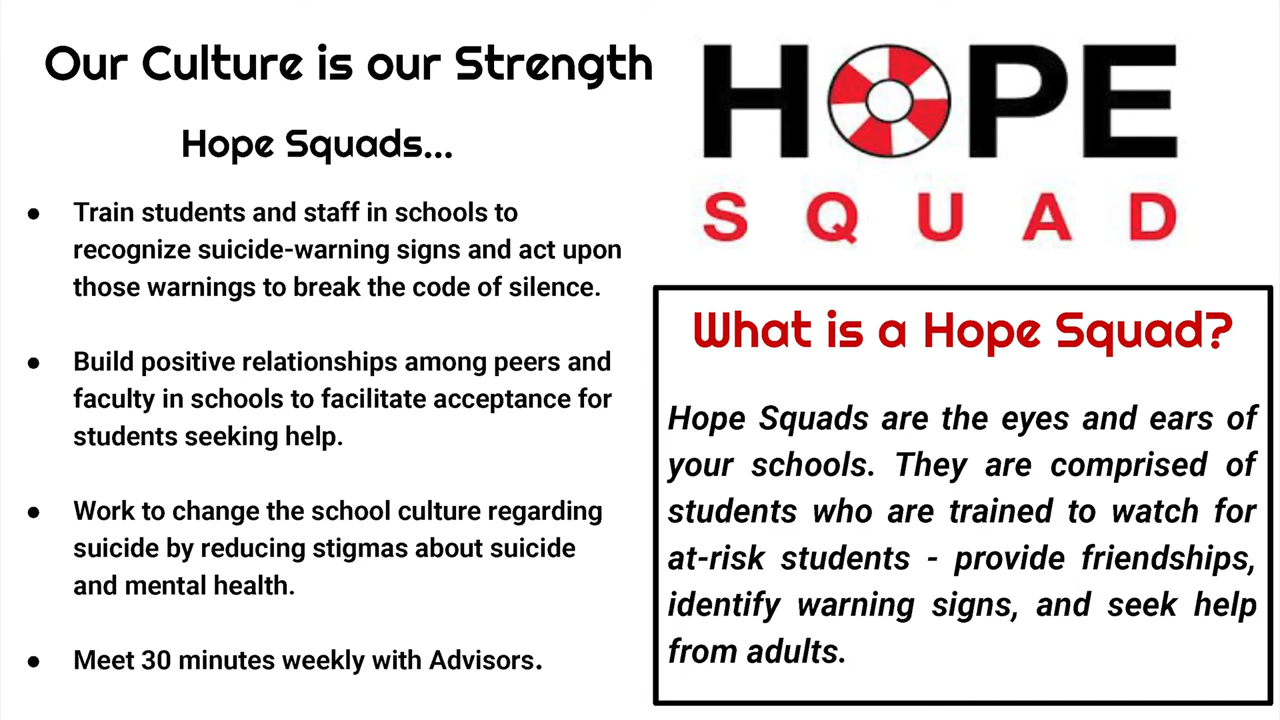 Our Culture is our Strength
Hope Squads...
● Train students and staff in schools to
recognize suicide-warning signs and act upon
those warnings to break the code of silence.
● Build positive relationships among peers and
faculty in schools to facilitate acceptance for
students seeking help.
● Work to change the school culture regarding
suicide by reducing stigmas about suicide
and mental health.
● Meet 30 minutes weekly with Advisors.
HOPE
SQUAD
What is a Hope Squad?
Hope Squads are the eyes and ears of
your schools. They are comprised of
students who are trained to watch for
at-risk students - provide friendships,
identify warning signs, and seek help
from adults.